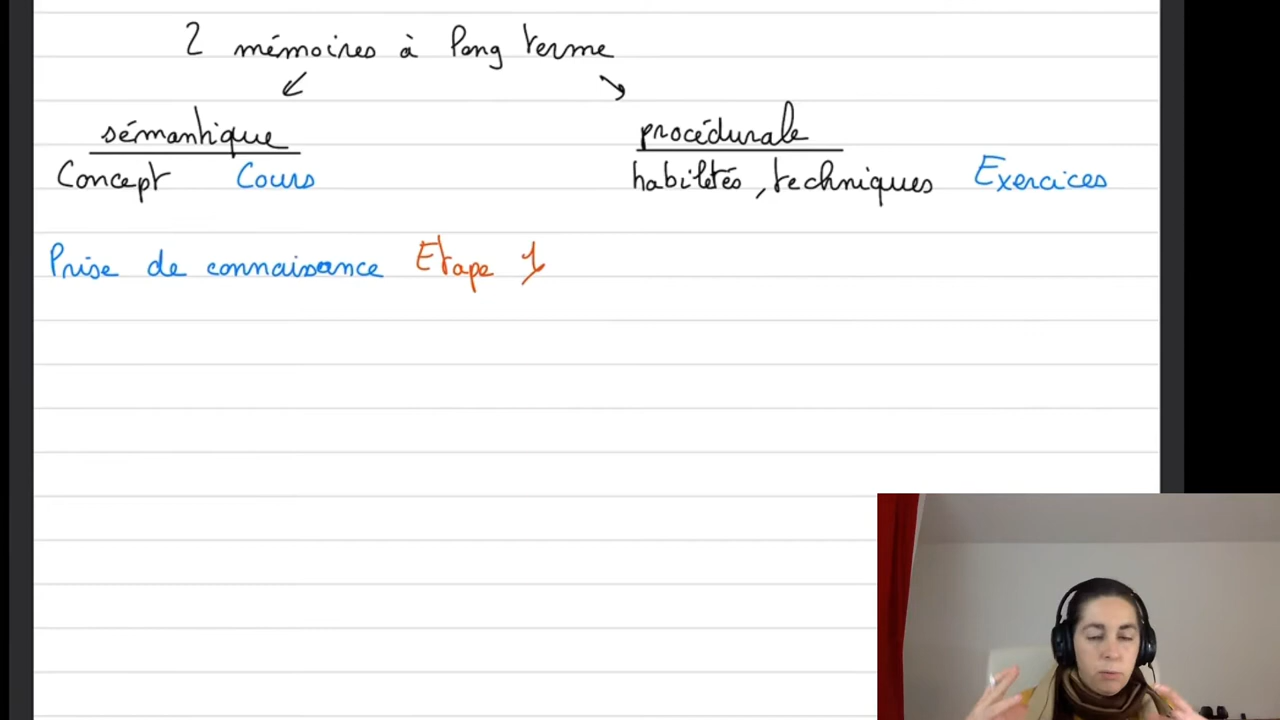 2 mémoires à long terme
sémantique procédurale
Concept Cours habiletés, techniques Exercices
Prise de connaissance Etape 1